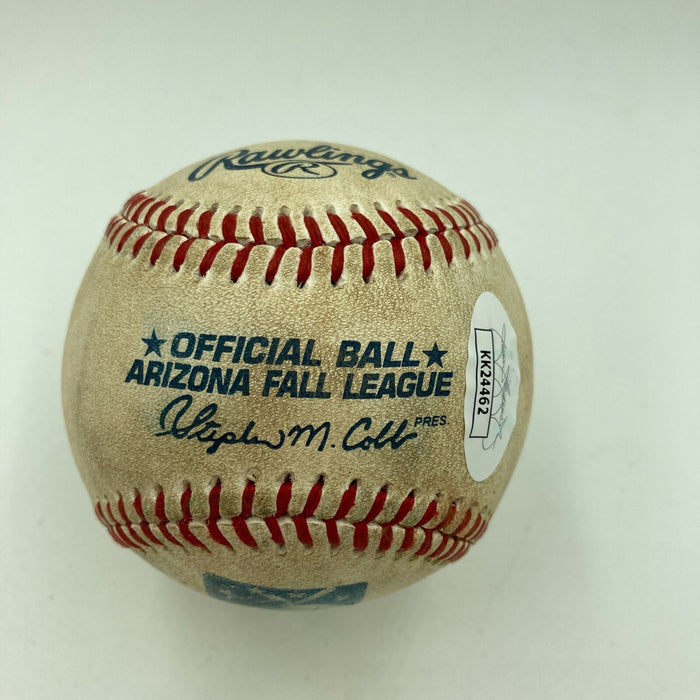 Rawlings
R
★OFFICIAL BALL★
ARIZONA FALL LEAGUE
Stephen M. Cobb PRES.
KK24462